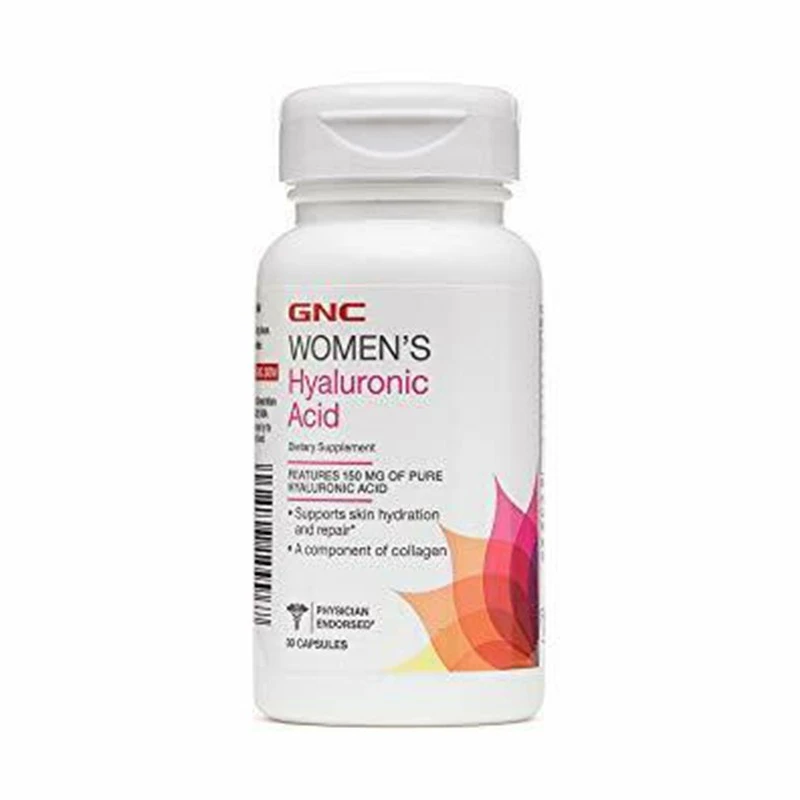 GNC
WOMEN'S
Hyaluronic
Acid
Dietary Supplement
FEATURES 150 MG OF PURE
HYALURONIC ACID
• Supports skin hydration
and repair*
• A component of collagen
PHYSICIAN
ENDORSED*
30 CAPSULES